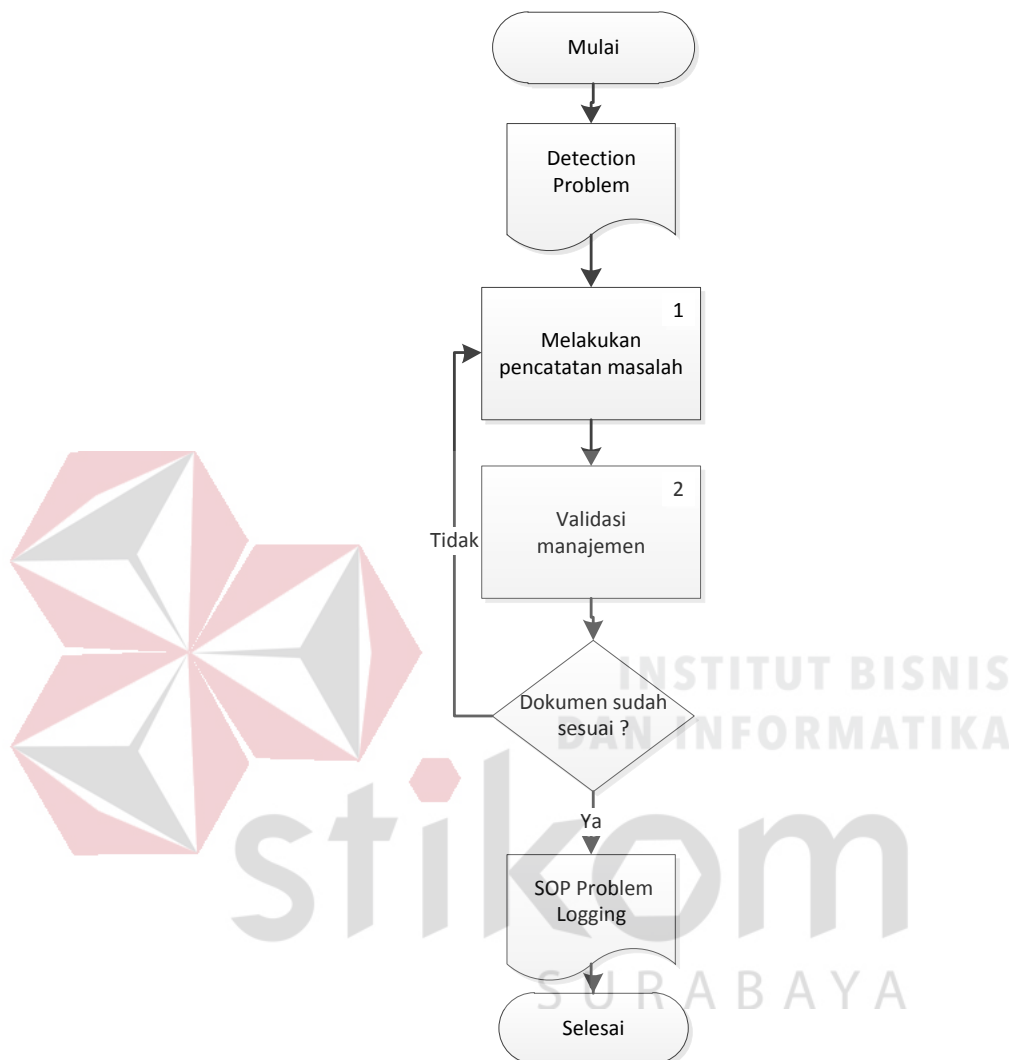 Mulai
Detection
Problem
1
Melakukan
pencatatan masalah
2
Validasi
manajemen
Tidak
Dokumen sudah
sesuai ?
Ya
SOP Problem
Logging
Selesai
INSTITUT BISNIS
DAN INFORMATIKA
stikom
SURABAYA